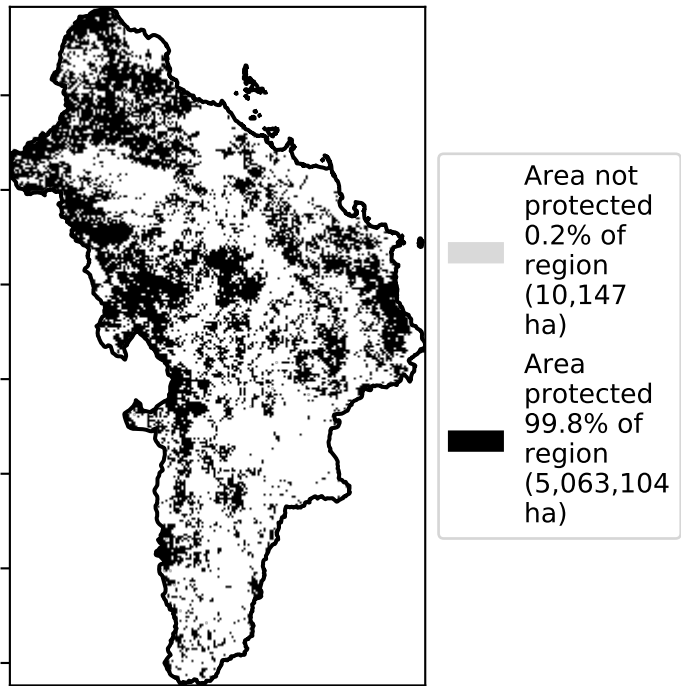 Area not
protected
0.2% of
region
(10,147
ha)
Area
protected
99.8% of
region
(5,063,104
ha)